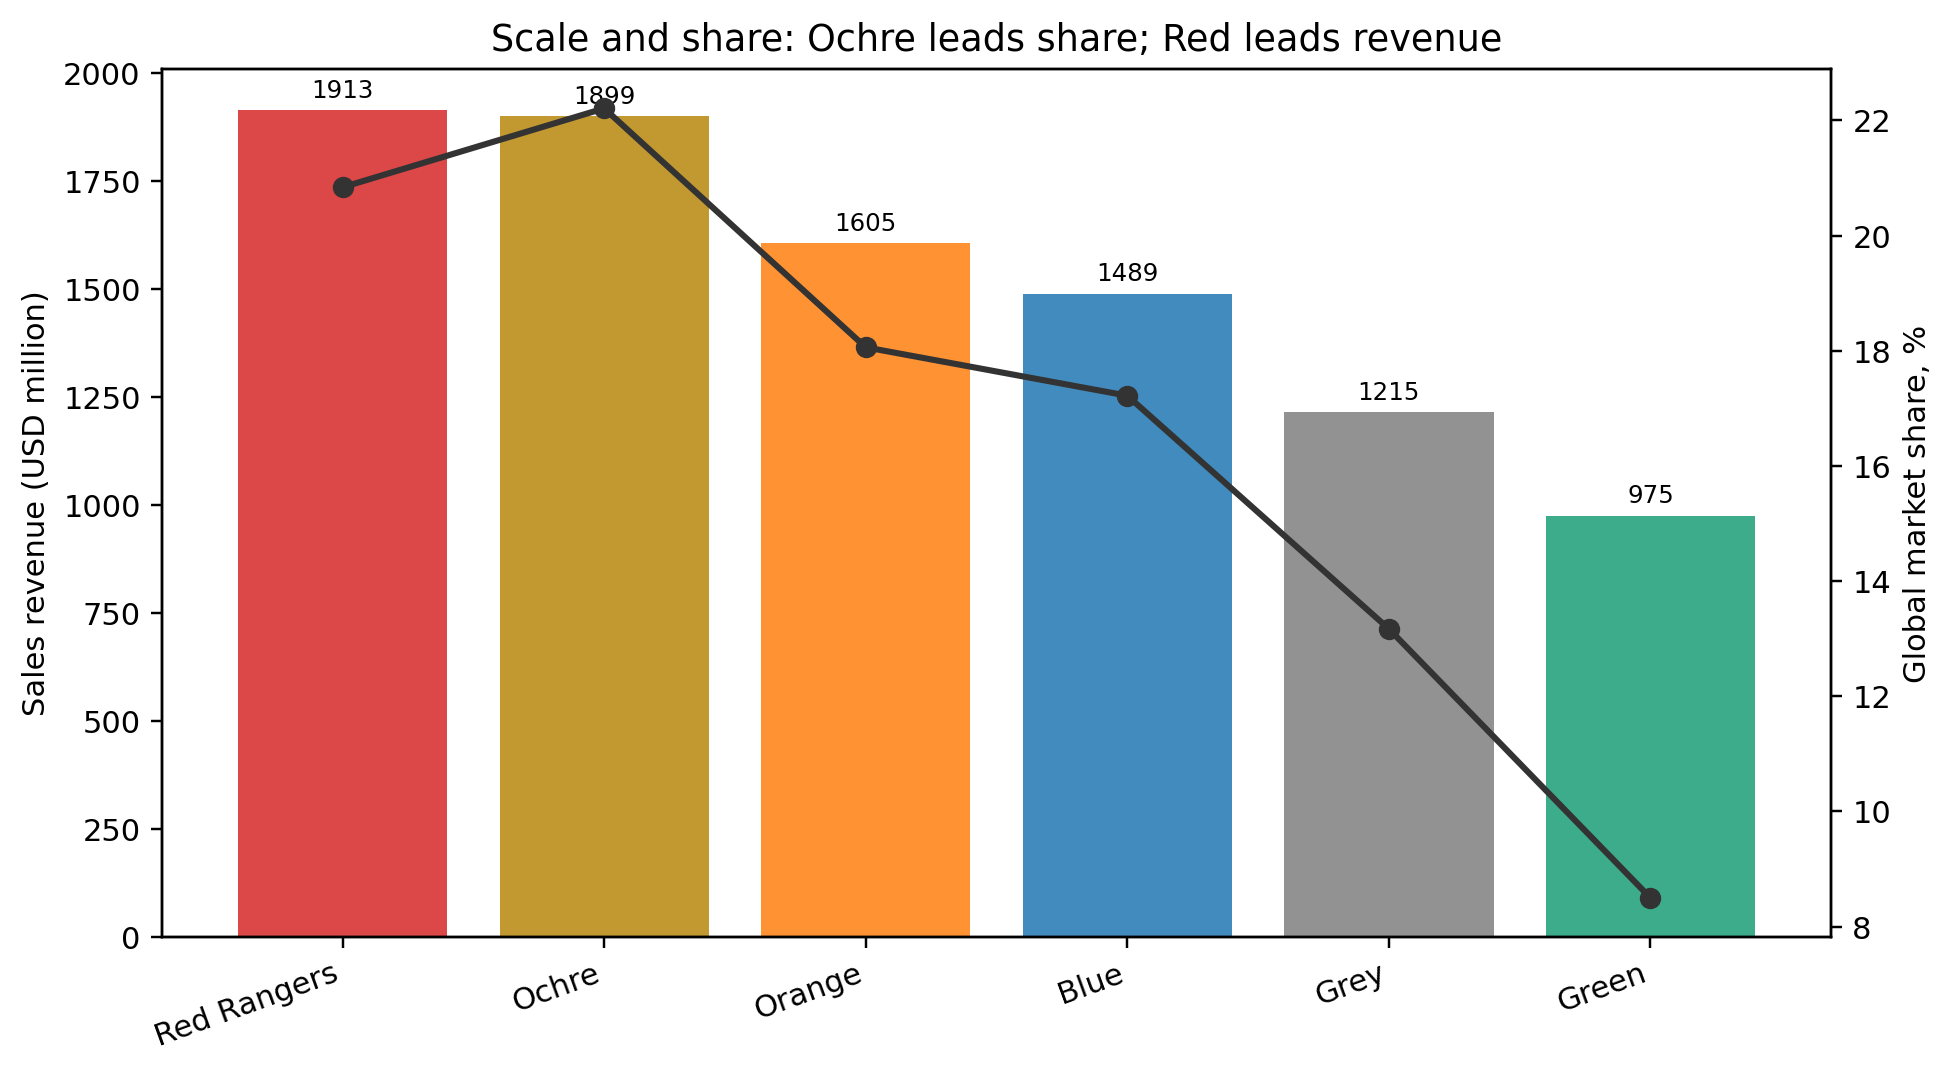 Scale and share: Ochre leads share; Red leads revenue
Sales revenue (USD million)
2000
1750
1500
1250
1000
750
500
250
0
1913
1899
1605
1489
1215
975
22
20
18
16
14
12
10
8
Global market share, %
Red Rangers
Ochre
Orange
Blue
Grey
Green